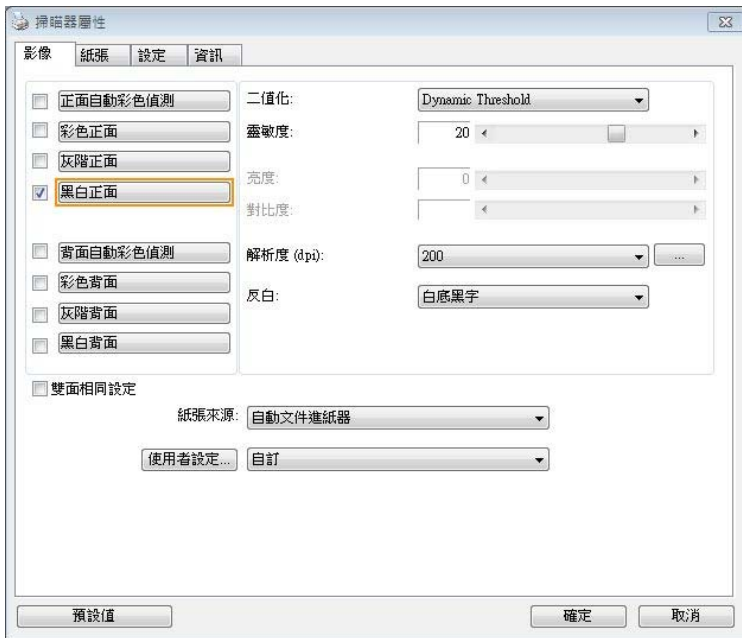 掃瞄器屬性
影像 紙張 設定 資訊
正面自動彩色偵測
彩色正面
灰階正面
黑白正面
背面自動彩色偵測
彩色背面
灰階背面
黑白背面
二值化: Dynamic Threshold
靈敏度: 20
亮度: 0
對比度:
解析度 (dpi): 200 ...
反白: 白底黑字
雙面相同設定
紙張來源: 自動文件進紙器
使用者設定... 自訂
預設值 確定 取消